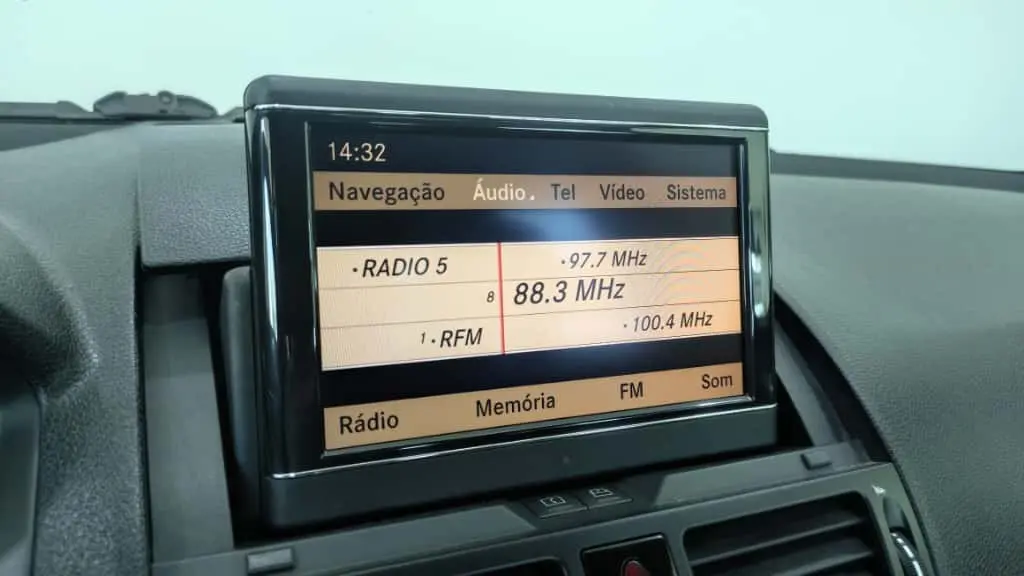 14:32
Navegação Áudio. Tel Vídeo Sistema
•RADIO 5 •97.7 MHz
8 88.3 MHz
1•RFM •100.4 MHz
Rádio Memória FM Som